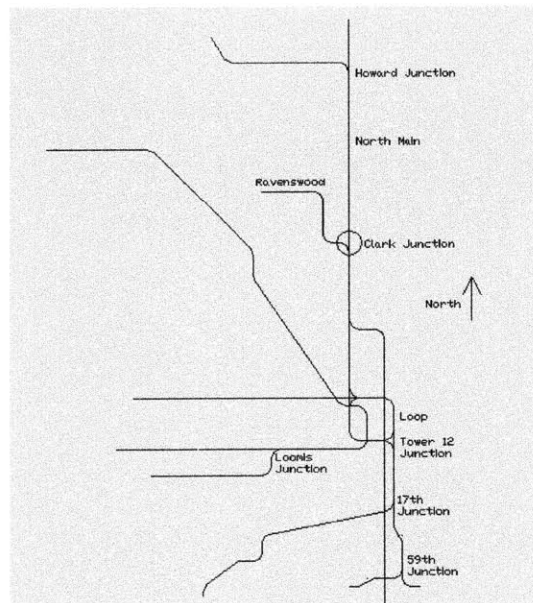 Howard Junction
North Main
Ravenswood
Clark Junction
North
Loop
Tower 12
Junction
Loomis
Junction
17th
Junction
59th
Junction